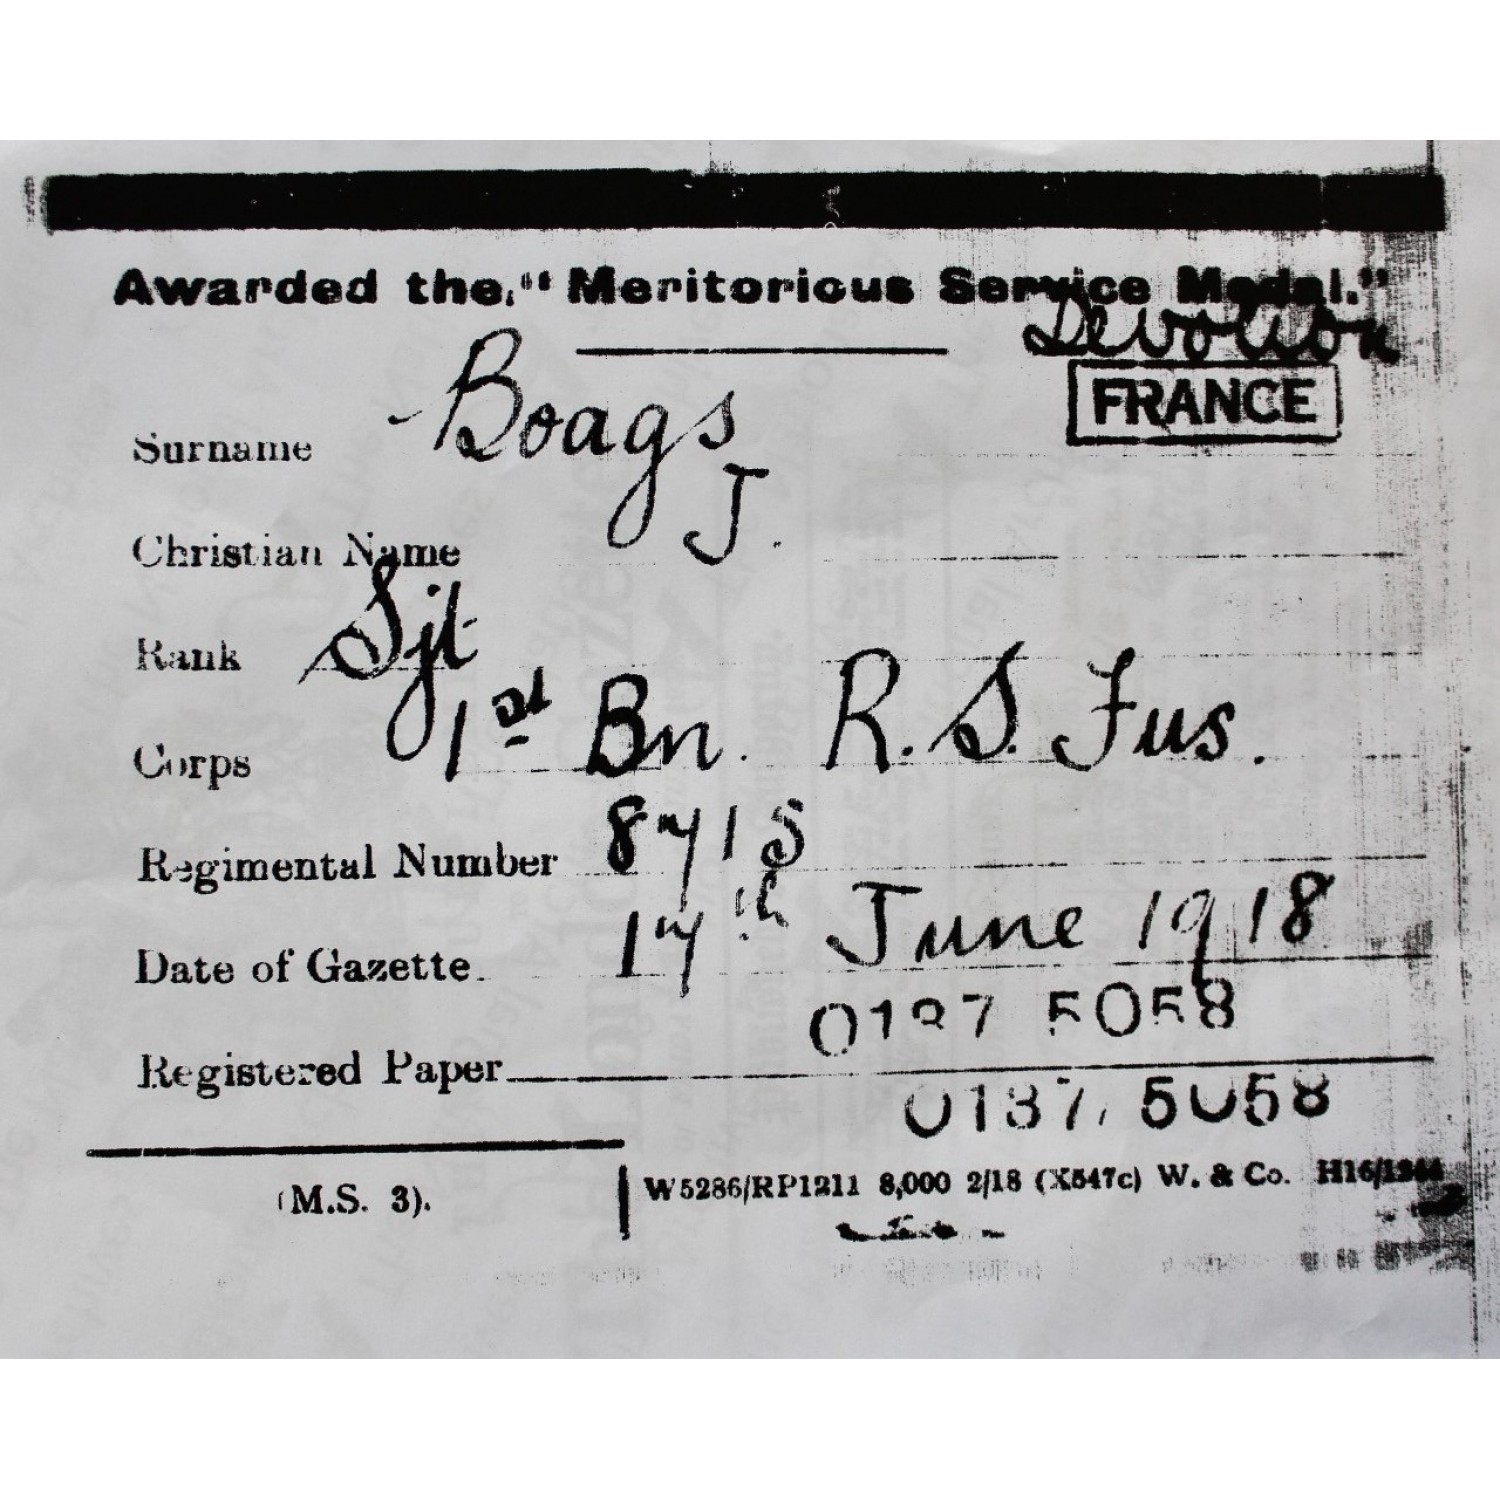 Awarded the "Meritorious Service Medal."
Devotion
FRANCE
Surname Boags
Christian Name J.
Rank Sjt
Corps 1st Bn. R. S. Fus.
Regimental Number 8715
Date of Gazette 17th June 1918
0137 5058
Registered Paper
0137/5058
(M.S. 3).
W5286/RP1211 8,000 2/18 (X547c) W. & Co.